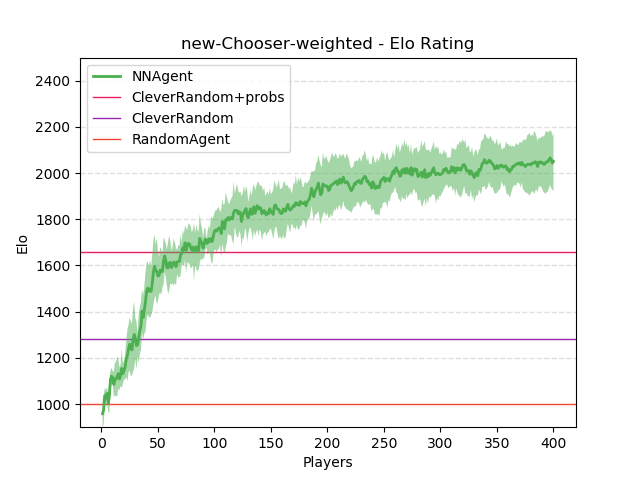 new-Chooser-weighted - Elo Rating
NNAgent
CleverRandom+probs
CleverRandom
RandomAgent
2400
2200
2000
1800
1600
1400
1200
1000
Elo
0 50 100 150 200 250 300 350 400
Players